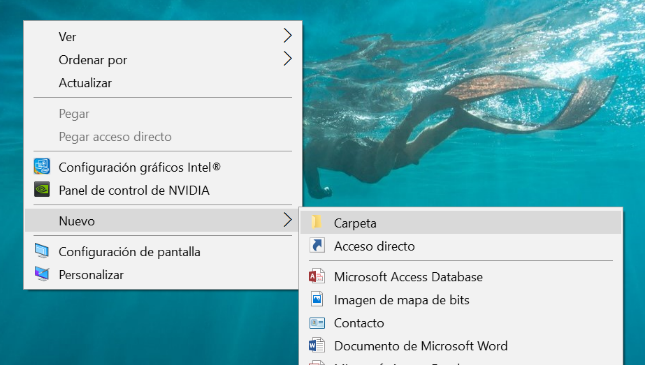 Ver
Ordenar por
Actualizar
Pegar
Pegar acceso directo
Configuración gráficos Intel®
Panel de control de NVIDIA
Nuevo
Configuración de pantalla
Personalizar
Carpeta
Acceso directo
Microsoft Access Database
Imagen de mapa de bits
Contacto
Documento de Microsoft Word